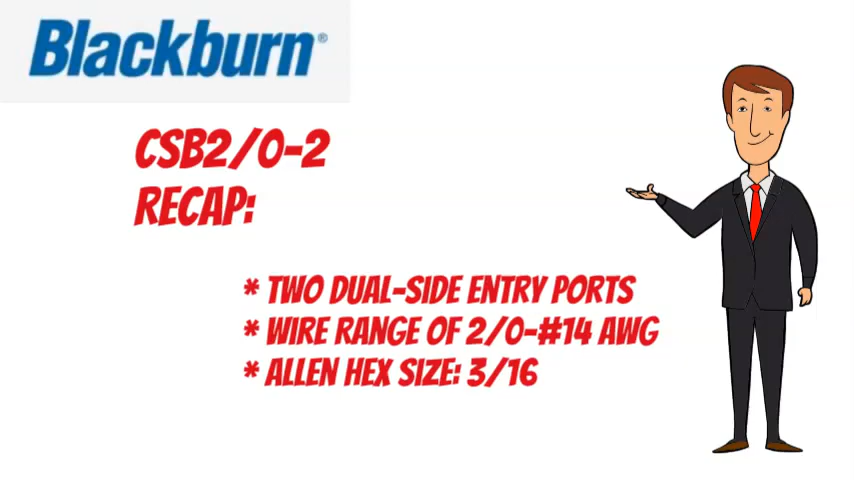 Blackburn®
CSB2/0-2
RECAP:
* TWO DUAL-SIDE ENTRY PORTS
* WIRE RANGE OF 2/0-#14 AWG
* ALLEN HEX SIZE: 3/16